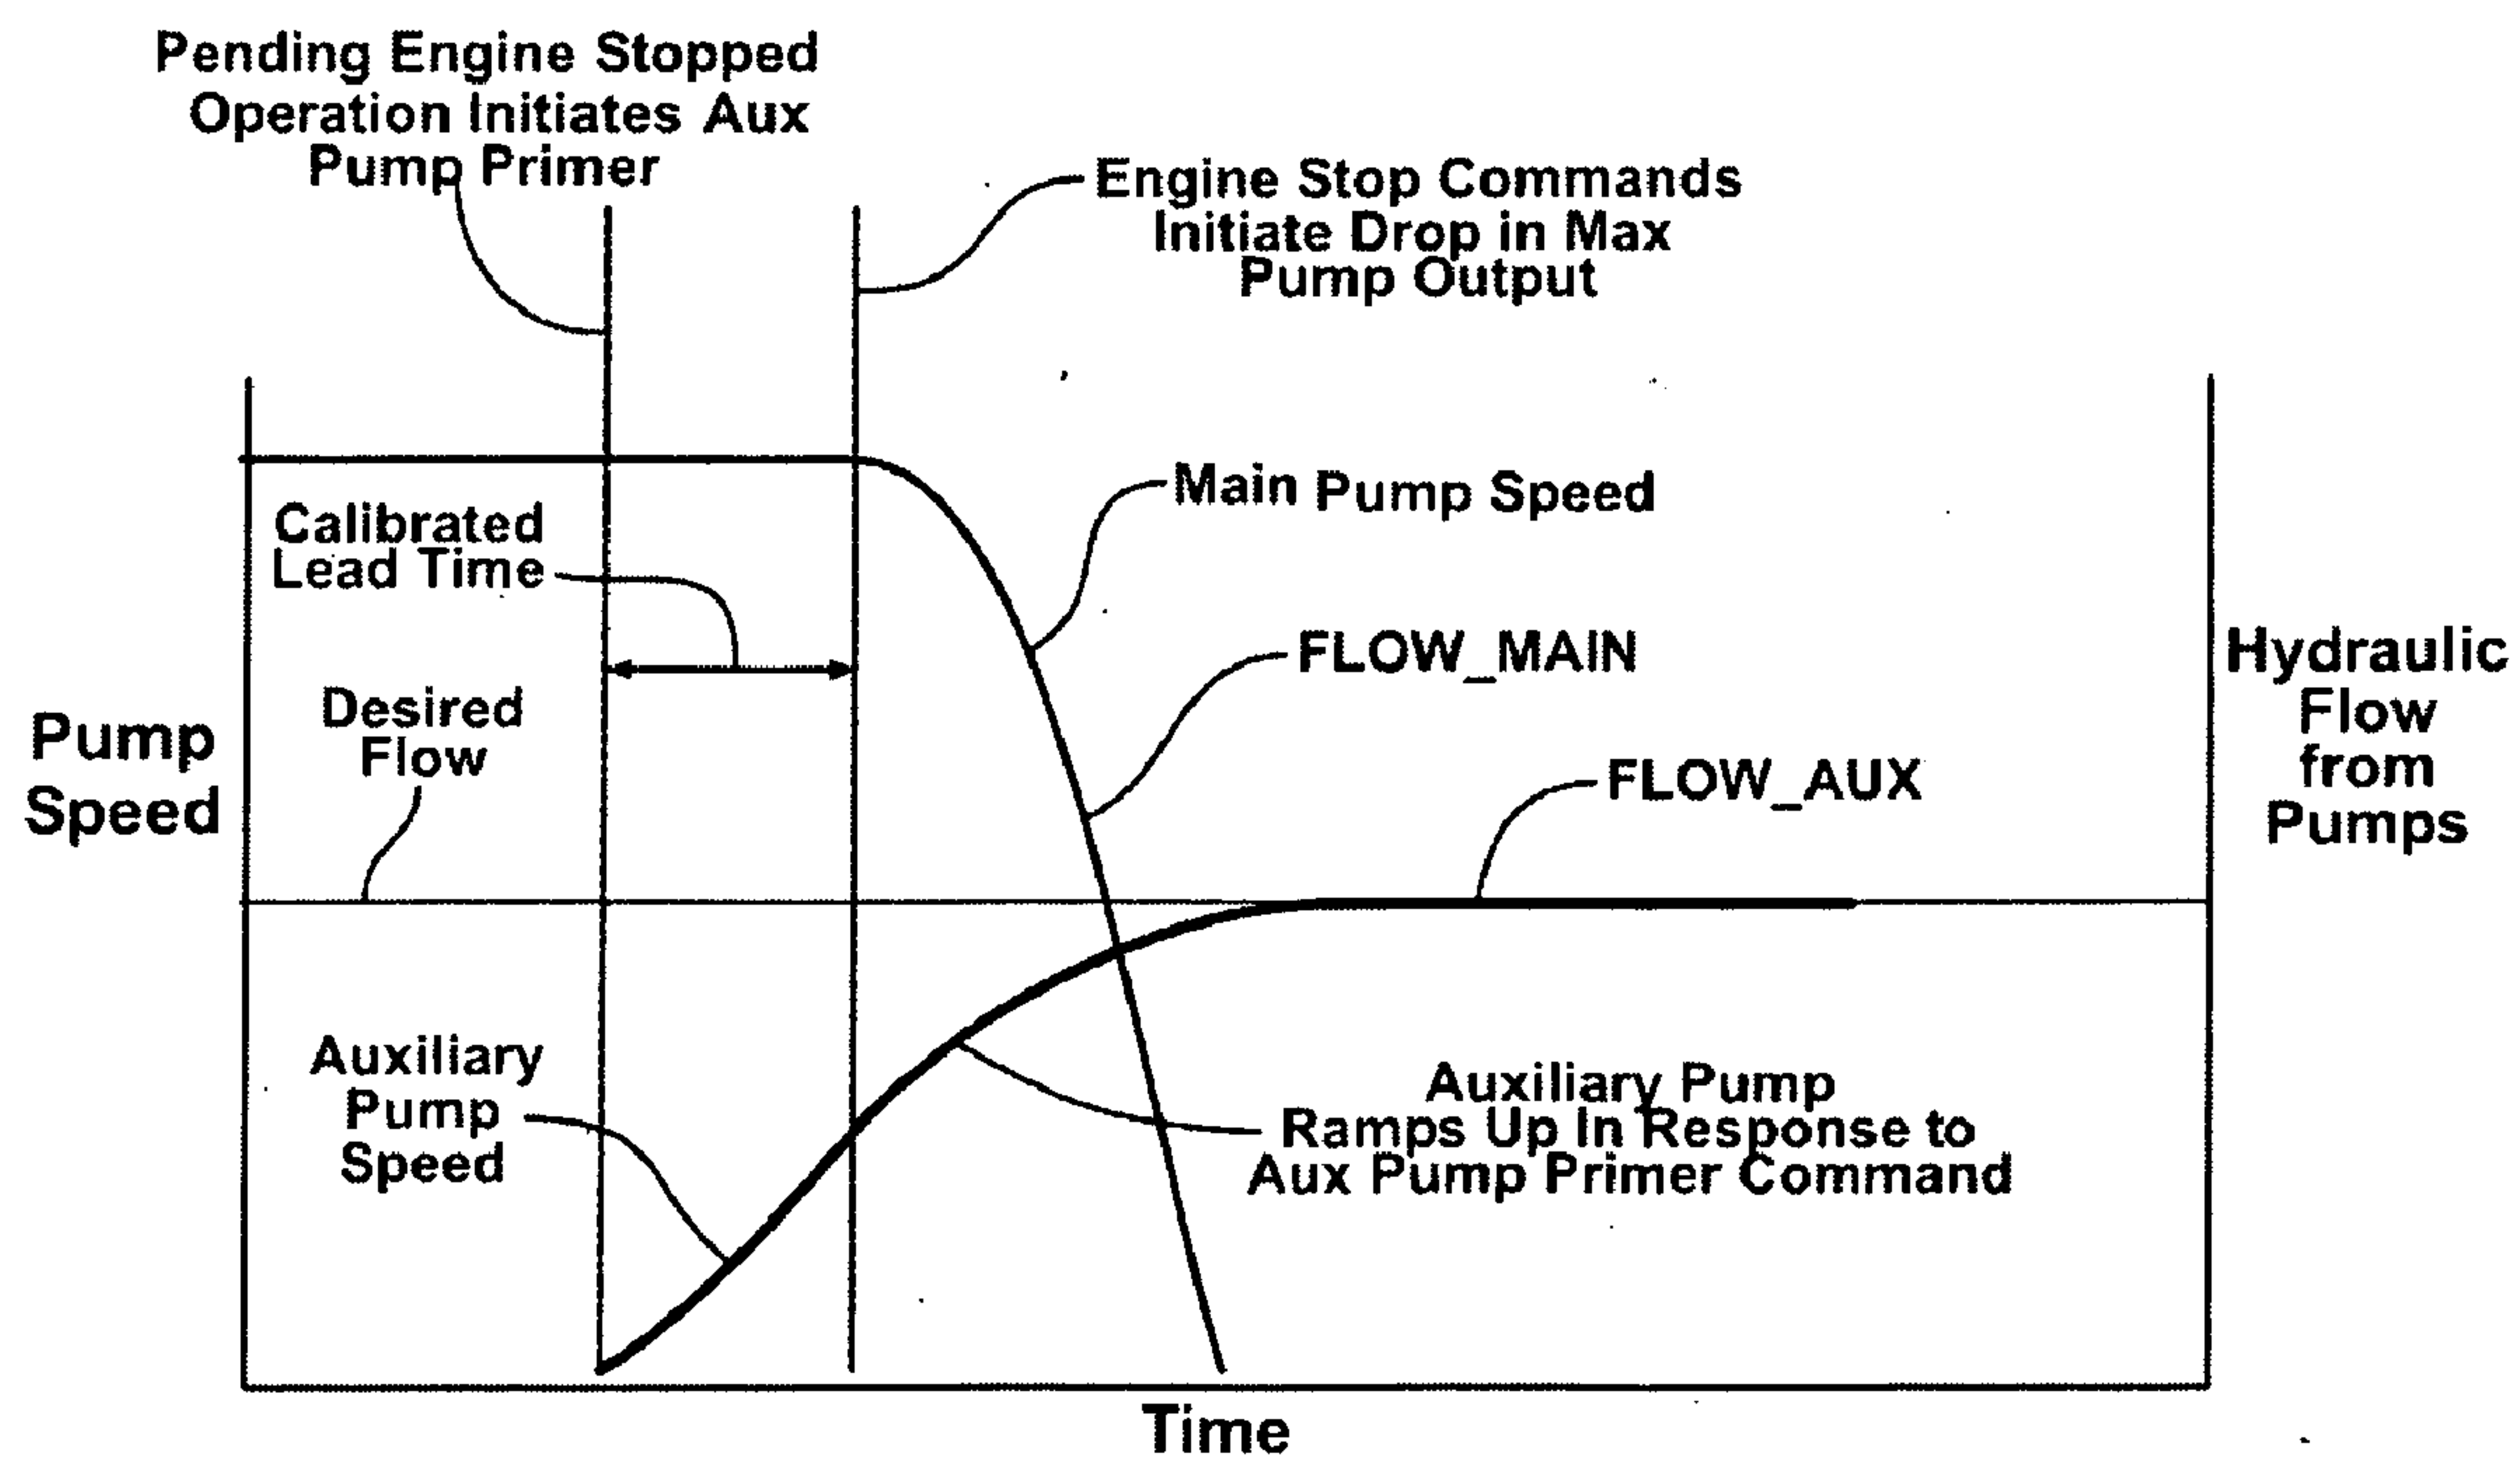 Pending Engine Stopped
Operation Initiates Aux
Pump Primer
Engine Stop Commands
Initiate Drop in Max
Pump Output
Main Pump Speed
Calibrated
Lead Time
FLOW_MAIN
Hydraulic
Flow
from
Pumps
Desired
Flow
Pump
Speed
FLOW_AUX
Auxiliary
Pump
Speed
Auxiliary Pump
Ramps Up In Response to
Aux Pump Primer Command
Time